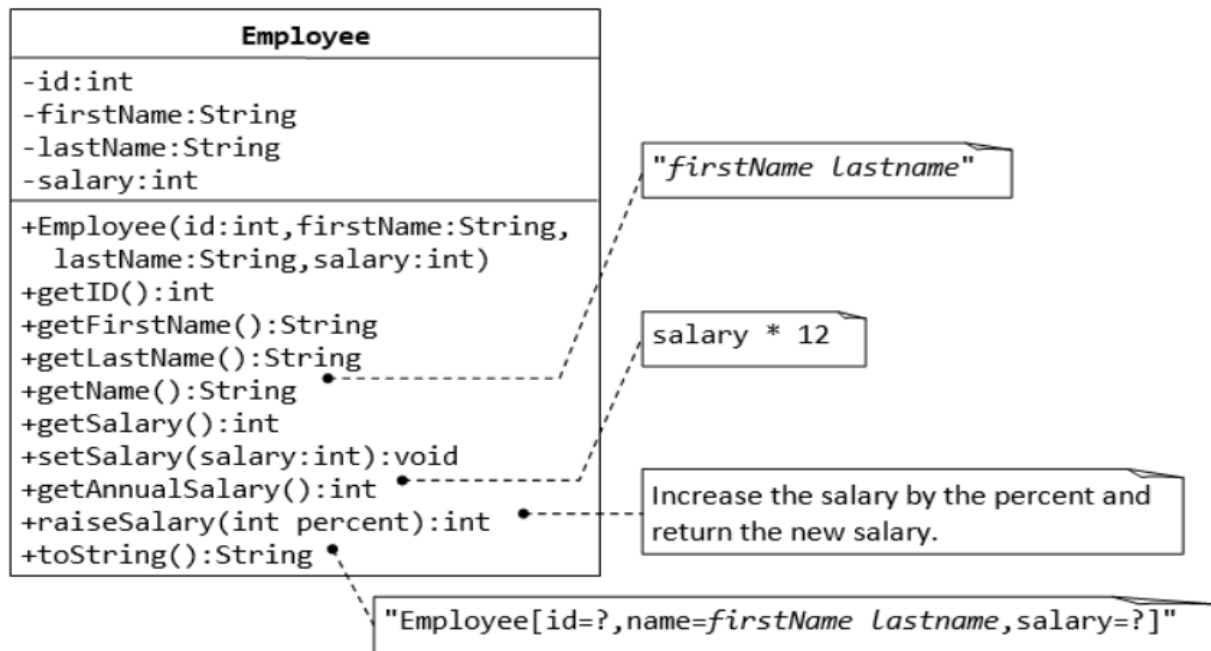 Employee
-id:int
-firstName:String
-lastName:String
-salary:int
+Employee(id:int,firstName:String,
lastName:String,salary:int)
+getID():int
+getFirstName():String
+getLastName():String
+getName():String
+getSalary():int
+setSalary(salary:int):void
+getAnnualSalary():int
+raiseSalary(int percent):int
+toString():String
"firstName lastname"
salary * 12
Increase the salary by the percent and
return the new salary.
"Employee[id=?,name=firstName lastname,salary=?]"